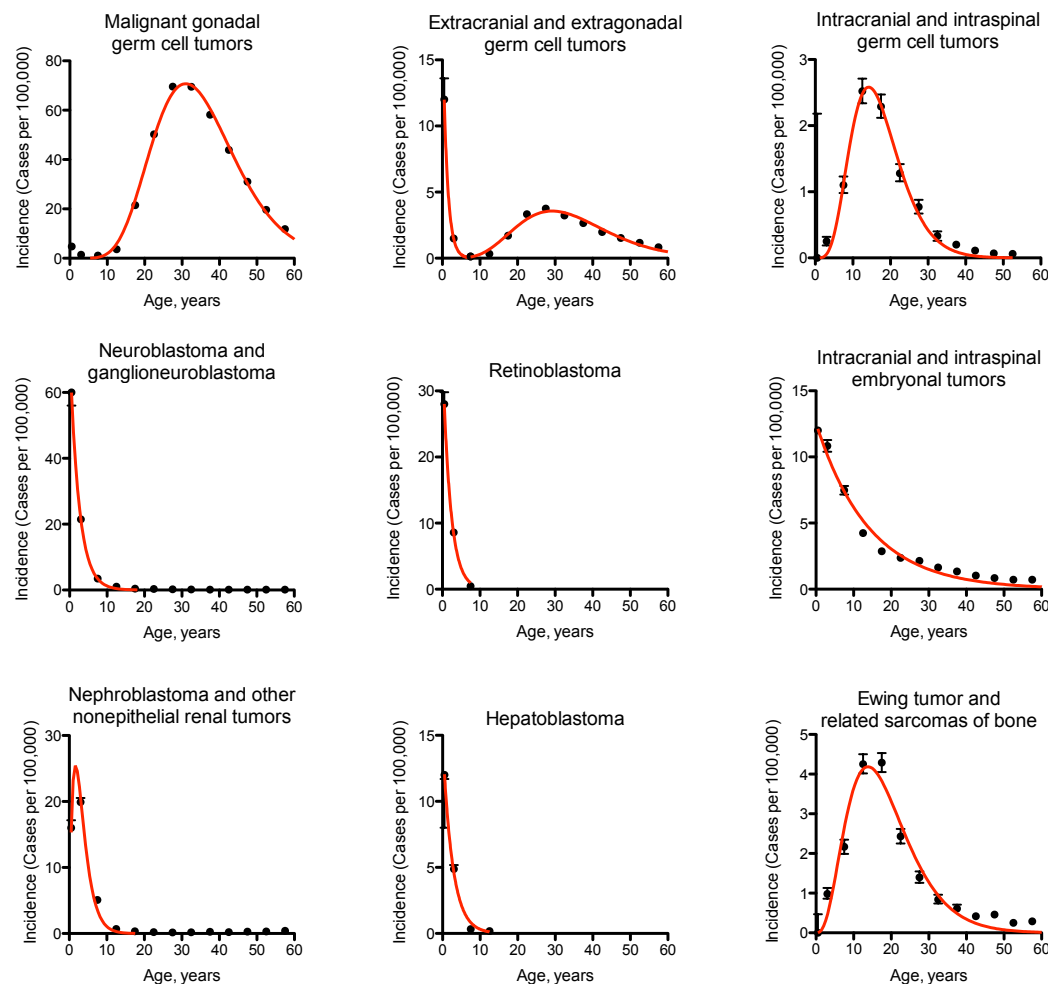 Malignant gonadal
germ cell tumors
Incidence (Cases per 100,000)
80
60
40
20
0
0 10 20 30 40 50 60
Age, years
Extracranial and extragonadal
germ cell tumors
Incidence (Cases per 100,000)
15
10
5
0
0 10 20 30 40 50 60
Age, years
Intracranial and intraspinal
germ cell tumors
Incidence (Cases per 100,000)
3
2
1
0
0 10 20 30 40 50 60
Age, years
Neuroblastoma and
ganglioneuroblastoma
Incidence (Cases per 100,000)
60
40
20
0
0 10 20 30 40 50 60
Age, years
Retinoblastoma
Incidence (Cases per 100,000)
30
20
10
0
0 10 20 30 40 50 60
Age, years
Intracranial and intraspinal
embryonal tumors
Incidence (Cases per 100,000)
15
10
5
0
0 10 20 30 40 50 60
Age, years
Nephroblastoma and other
nonepithelial renal tumors
Incidence (Cases per 100,000)
30
20
10
0
0 10 20 30 40 50 60
Age, years
Hepatoblastoma
Incidence (Cases per 100,000)
15
10
5
0
0 10 20 30 40 50 60
Age, years
Ewing tumor and
related sarcomas of bone
Incidence (Cases per 100,000)
5
4
3
2
1
0
0 10 20 30 40 50 60
Age, years